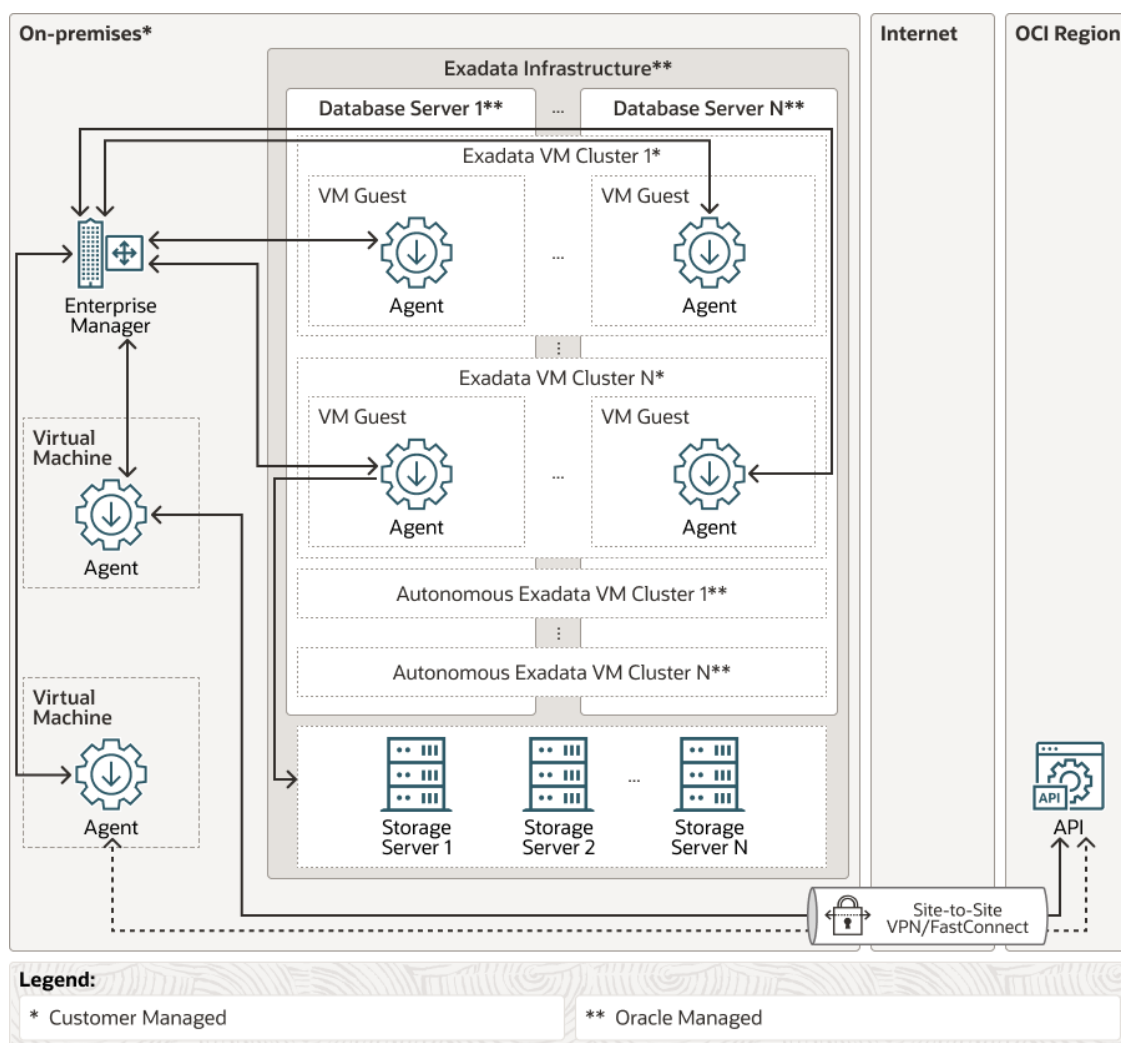 On-premises*
Internet
OCI Region
Exadata Infrastructure**
Database Server 1**
...
Database Server N**
Exadata VM Cluster 1*
VM Guest
VM Guest
...
Agent
Agent
Enterprise
Manager
...
Exadata VM Cluster N*
VM Guest
VM Guest
...
Agent
Agent
Virtual
Machine
Agent
Autonomous Exadata VM Cluster 1**
...
Autonomous Exadata VM Cluster N**
Virtual
Machine
Agent
...
Storage
Server 1
Storage
Server 2
Storage
Server N
API
API
Site-to-Site
VPN/FastConnect
Legend:
* Customer Managed
** Oracle Managed